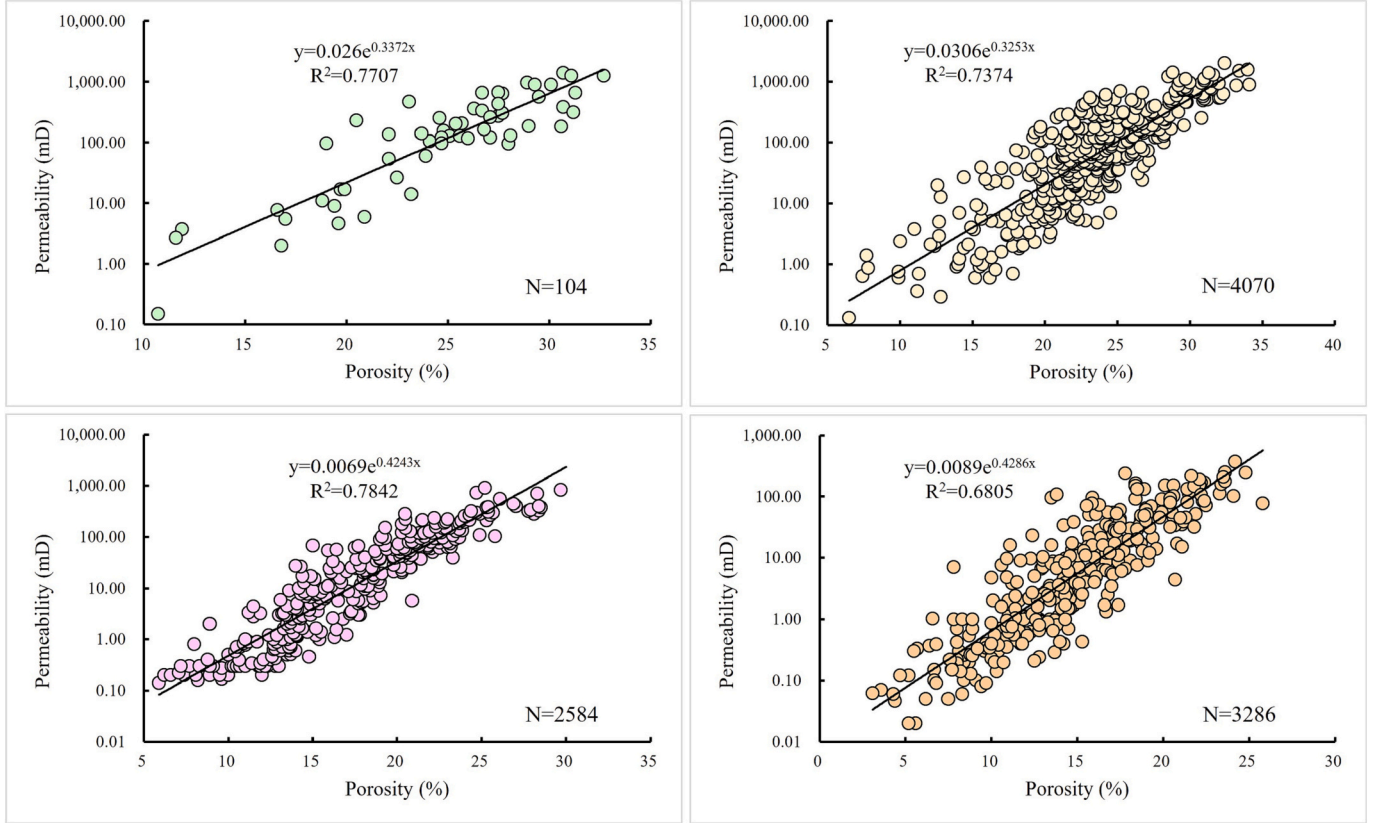 10,000.00
1,000.00
100.00
10.00
1.00
0.10
Permeability (mD)
y=0.026e^0.3372x
R²=0.7707
N=104
10 15 20 25 30 35
Porosity (%)
10,000.00
1,000.00
100.00
10.00
1.00
0.10
Permeability (mD)
y=0.0306e^0.3253x
R²=0.7374
N=4070
5 10 15 20 25 30 35 40
Porosity (%)
10,000.00
1,000.00
100.00
10.00
1.00
0.10
0.01
Permeability (mD)
y=0.0069e^0.4243x
R²=0.7842
N=2584
5 10 15 20 25 30 35
Porosity (%)
1,000.00
100.00
10.00
1.00
0.10
0.01
Permeability (mD)
y=0.0089e^0.4286x
R²=0.6805
N=3286
0 5 10 15 20 25 30
Porosity (%)